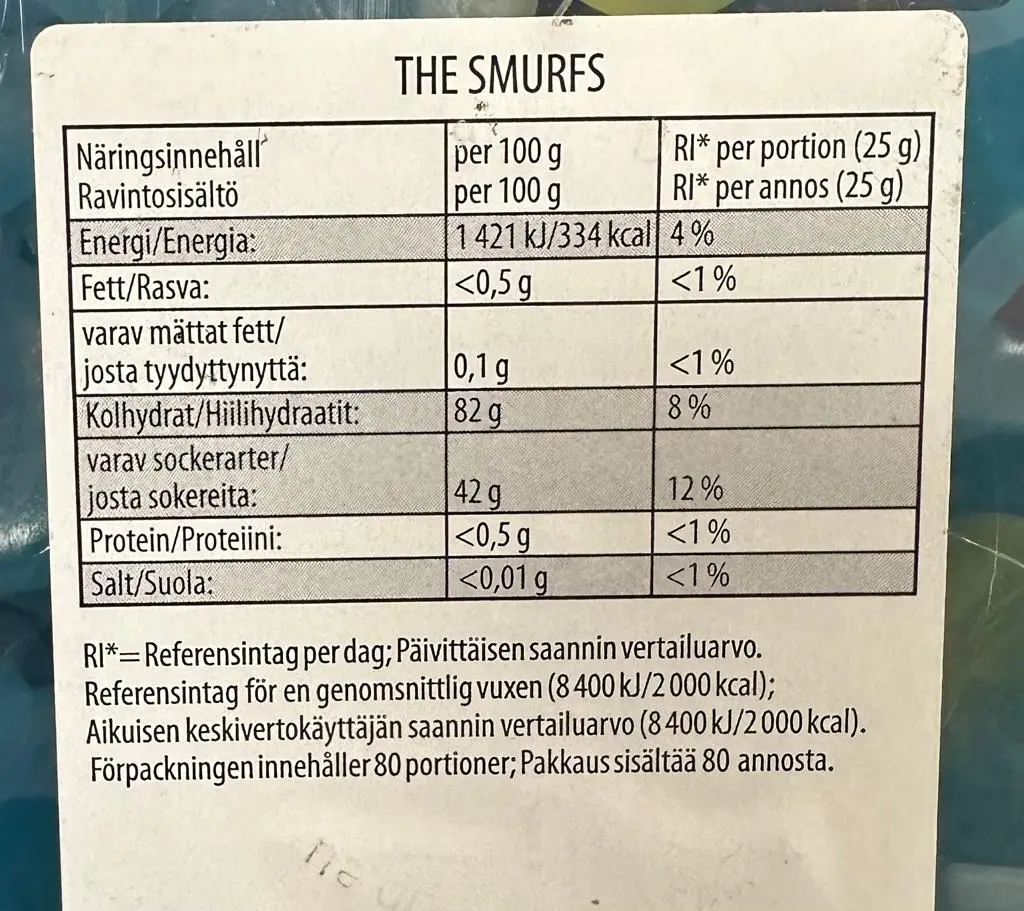 THE SMURFS
Näringsinnehåll per 100 g RI* per portion (25 g)
Ravintosisältö per 100 g RI* per annos (25 g)
Energi/Energia: 1 421 kJ/334 kcal 4 %
Fett/Rasva: <0,5 g <1 %
varav mättat fett/
josta tyydyttynyttä: 0,1 g <1 %
Kolhydrat/Hiilihydraatit: 82 g 8 %
varav sockerarter/
josta sokereita: 42 g 12 %
Protein/Proteiini: <0,5 g <1 %
Salt/Suola: <0,01 g <1 %
RI*= Referensintag per dag; Päivittäisen saannin vertailuarvo.
Referensintag för en genomsnittlig vuxen (8 400 kJ/2 000 kcal);
Aikuisen keskivertokäyttäjän saannin vertailuarvo (8 400 kJ/2 000 kcal).
Förpackningen innehåller 80 portioner; Pakkaus sisältää 80 annosta.